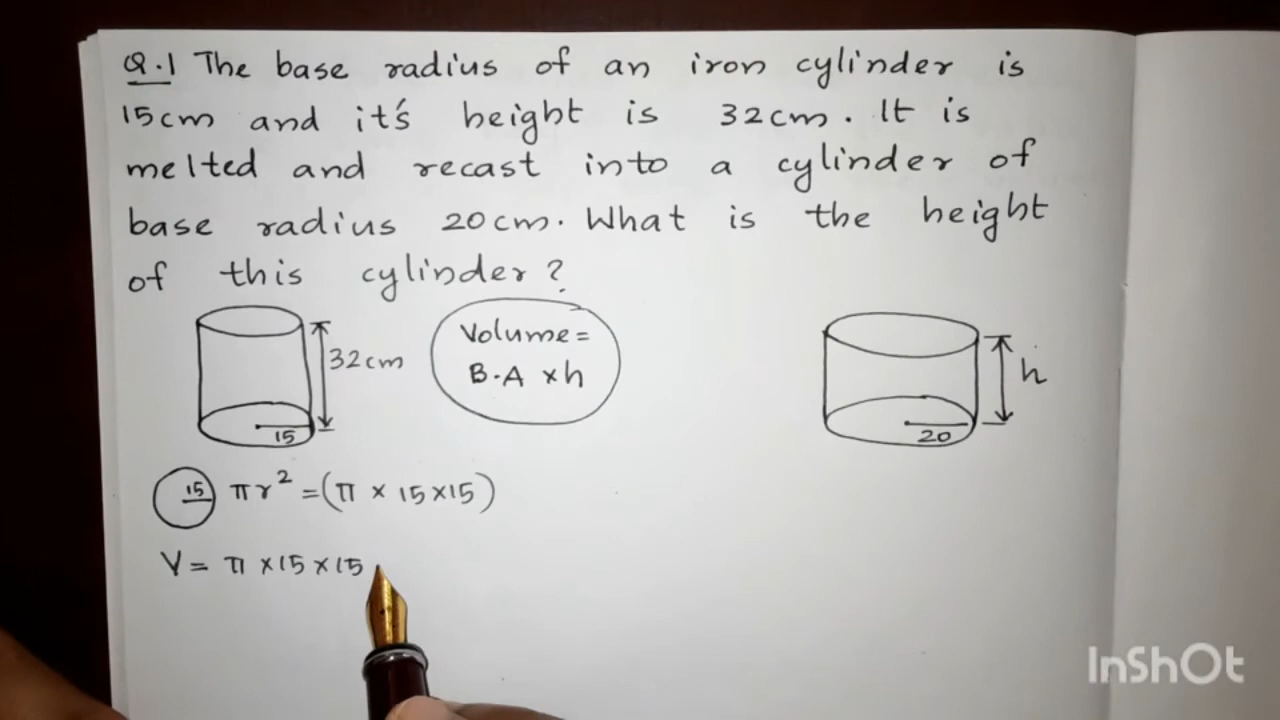 Q.1 The base radius of an iron cylinder is
15cm and it's height is 32cm. It is
melted and recast into a cylinder of
base radius 20cm. What is the height
of this cylinder?
32cm
15
Volume =
B.A × h
h
20
15 πr² = (π × 15×15)
V = π × 15 × 15
InShOt